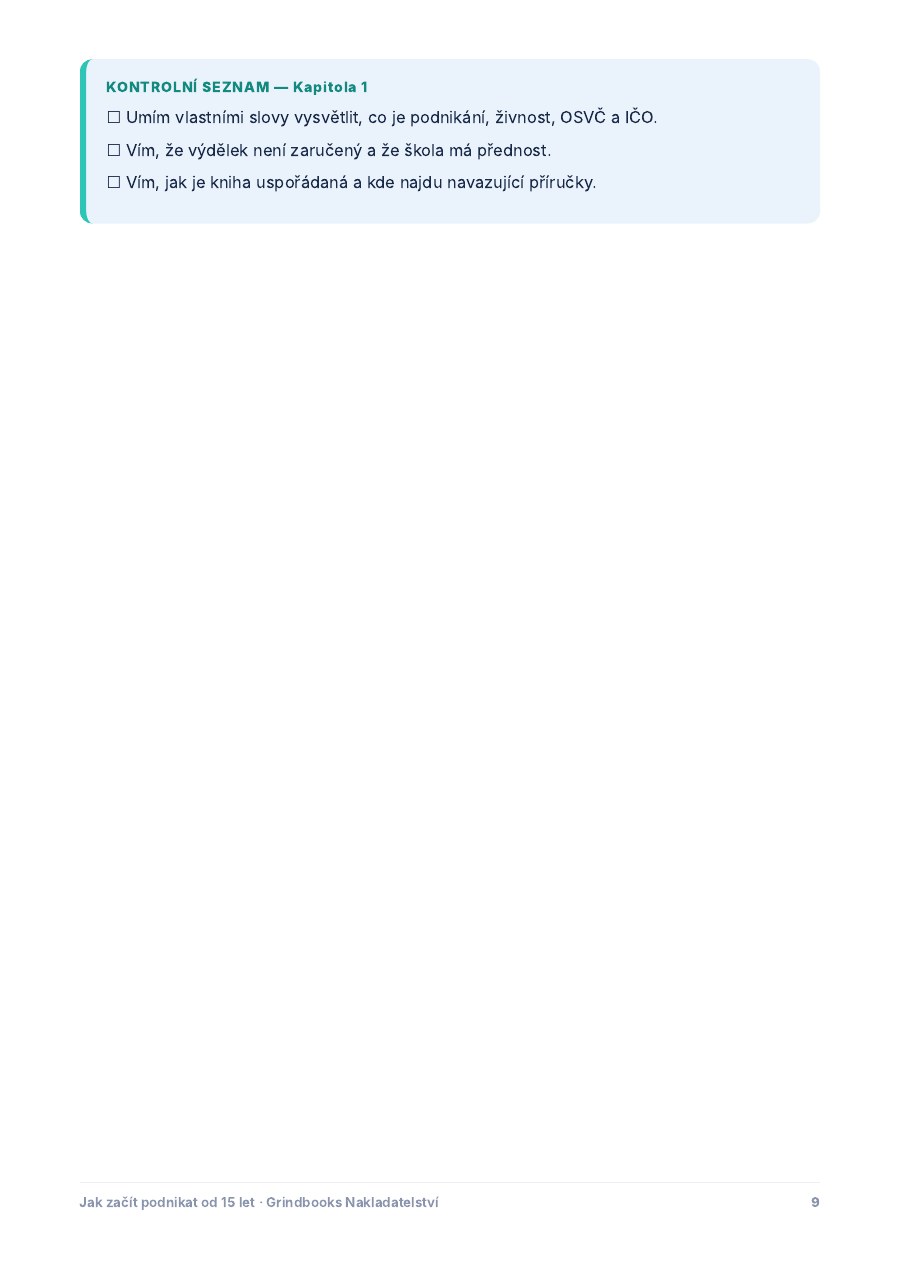 KONTROLNÍ SEZNAM — Kapitola 1
☐ Umím vlastními slovy vysvětlit, co je podnikání, živnost, OSVČ a IČO.
☐ Vím, že výdělek není zaručený a že škola má přednost.
☐ Vím, jak je kniha uspořádaná a kde najdu navazující příručky.
Jak začít podnikat od 15 let · Grindbooks Nakladatelství 9